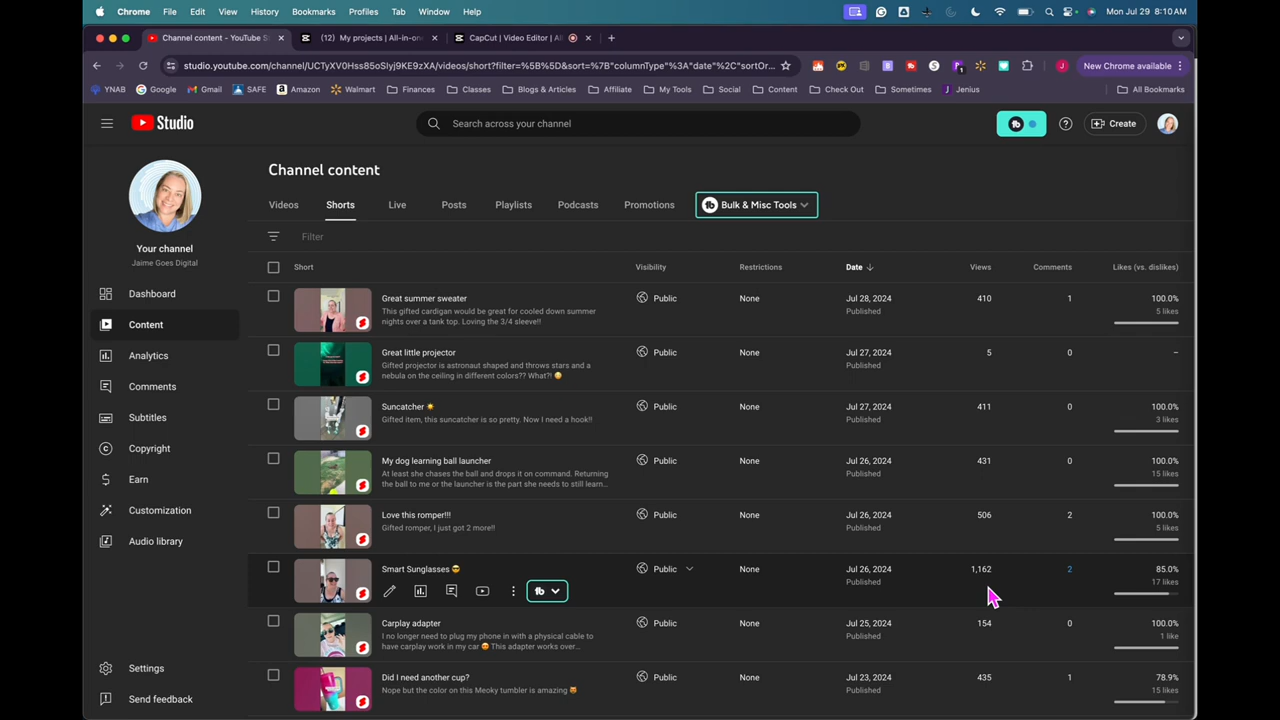 Chrome File Edit View History Bookmarks Profiles Tab Window Help Mon Jul 29 8:10 AM
Channel content - YouTube S (12) My projects | All-in-one CapCut | Video Editor | Al
studio.youtube.com/channel/UCTyXV0Hss85oSIyj9KE9zXA/videos/short?filter=%5B%5D&sort=%7B"columnType"%3A"date"%2C"sortOr... New Chrome available
YNAB Google Gmail SAFE Amazon Walmart Finances Classes Blogs & Articles Affiliate My Tools Social Content Check Out Sometimes Jenius All Bookmarks
Studio Search across your channel Create
Channel content
Videos Shorts Live Posts Playlists Podcasts Promotions Bulk & Misc Tools
Filter
Short Visibility Restrictions Date Views Comments Likes (vs. dislikes)
Your channel
Jaime Goes Digital
Dashboard
Content
Analytics
Comments
Subtitles
Copyright
Earn
Customization
Audio library
Settings
Send feedback
Great summer sweater Public None Jul 28, 2024 410 1 100.0%
This gifted cardigan would be great for cooled down summer Published 5 likes
nights over a tank top. Loving the 3/4 sleeve!!
Great little projector Public None Jul 27, 2024 5 0 –
Gifted projector is astronaut shaped and throws stars and a Published
nebula on the ceiling in different colors?? What?!
Suncatcher Public None Jul 27, 2024 411 0 100.0%
Gifted item, this suncatcher is so pretty. Now I need a hook!! Published 3 likes
My dog learning ball launcher Public None Jul 26, 2024 431 0 100.0%
At least she chases the ball and drops it on command. Returning Published 15 likes
the ball to me or the launcher is the part she needs to still learn...
Love this romper!!! Public None Jul 26, 2024 506 2 100.0%
Gifted romper, I just got 2 more!! Published 5 likes
Smart Sunglasses 😎 Public None Jul 26, 2024 1,162 2 85.0%
Published 17 likes
Carplay adapter Public None Jul 25, 2024 154 0 100.0%
I no longer need to plug my phone in with a physical cable to Published 1 like
have carplay work in my car This adapter works over...
Did I need another cup? Public None Jul 23, 2024 435 1 78.9%
Nope but the color on this Meoky tumbler is amazing Published 15 likes